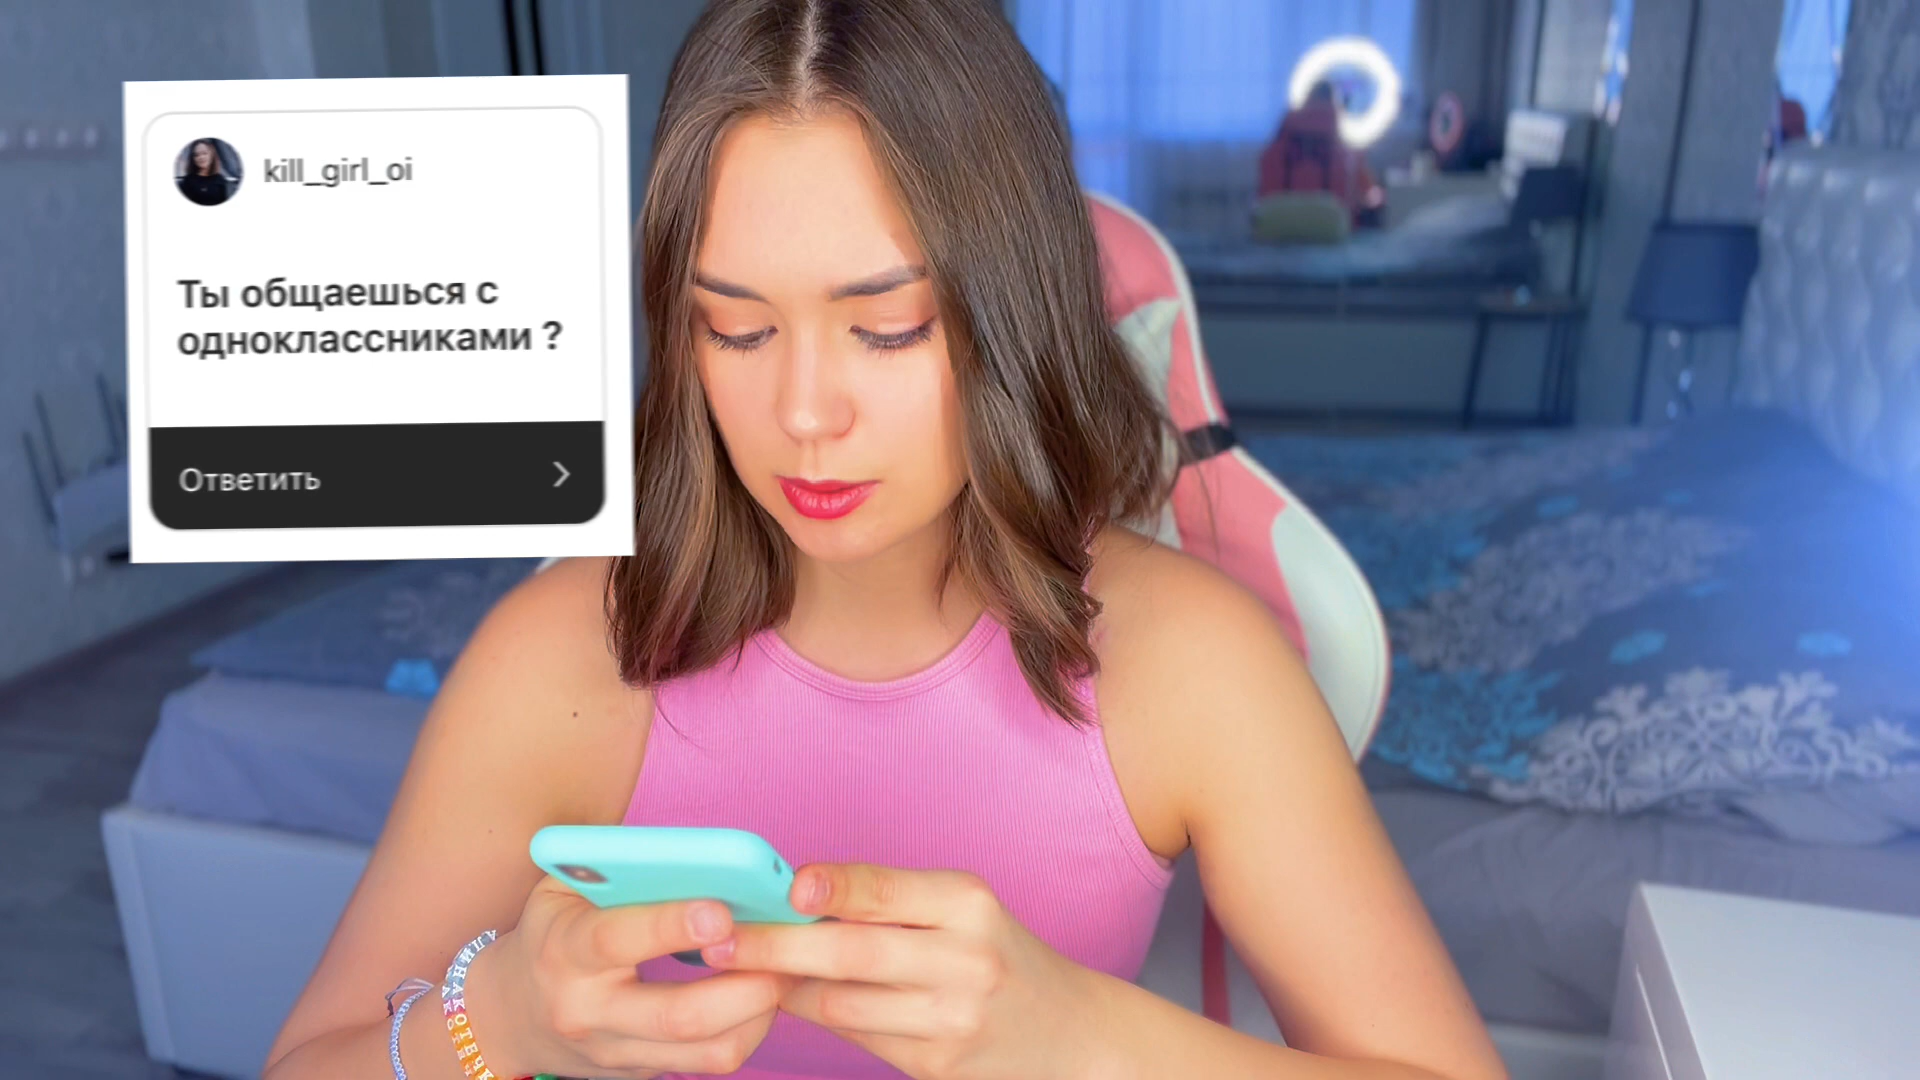 kill_girl_oi
Ты общаешься с
одноклассниками ?
Ответить